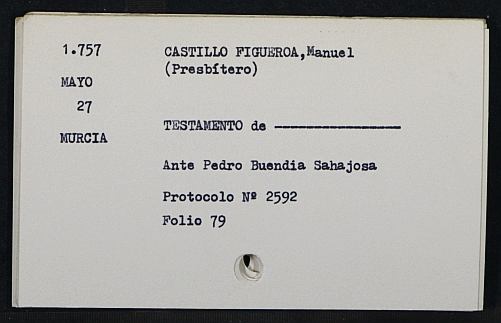 1.757
MAYO
27
MURCIA
CASTILLO FIGUEROA,Manuel
(Presbítero)
TESTAMENTO de -----------------
Ante Pedro Buendia Sahajosa
Protocolo Nº 2592
Folio 79